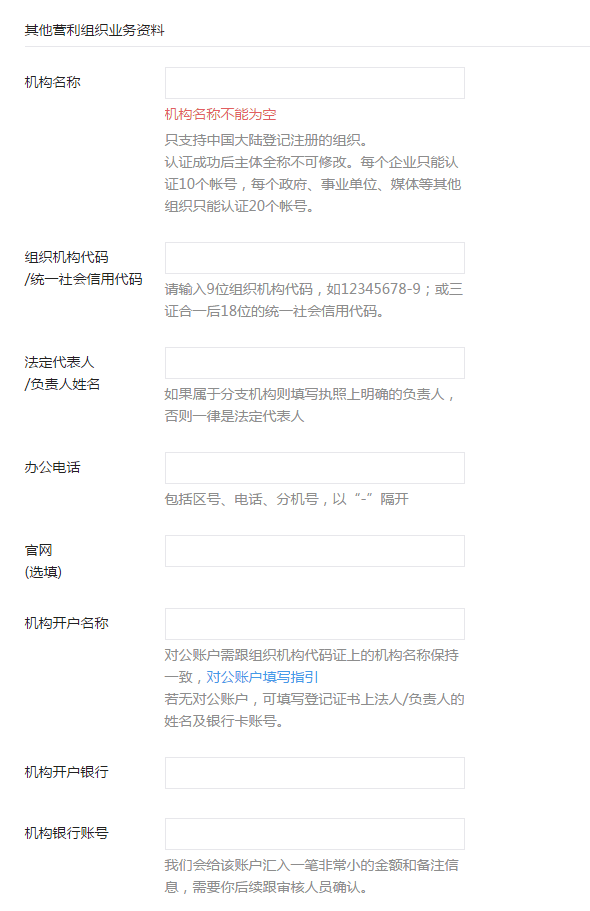 其他营利组织业务资料
机构名称
机构名称不能为空
只支持中国大陆登记注册的组织。
认证成功后主体全称不可修改。每个企业只能认
证10个帐号，每个政府、事业单位、媒体等其他
组织只能认证20个帐号。
组织机构代码
/统一社会信用代码
请输入9位组织机构代码，如12345678-9；或三
证合一后18位的统一社会信用代码。
法定代表人
/负责人姓名
如果属于分支机构则填写执照上明确的负责人，
否则一律是法定代表人
办公电话
包括区号、电话、分机号，以“-”隔开
官网
(选填)
机构开户名称
对公账户需跟组织机构代码证上的机构名称保持
一致，对公账户填写指引
若无对公账户，可填写登记证书上法人/负责人的
姓名及银行卡账号。
机构开户银行
机构银行账号
我们会给该账户汇入一笔非常小的金额和备注信
息，需要你后续跟审核人员确认。